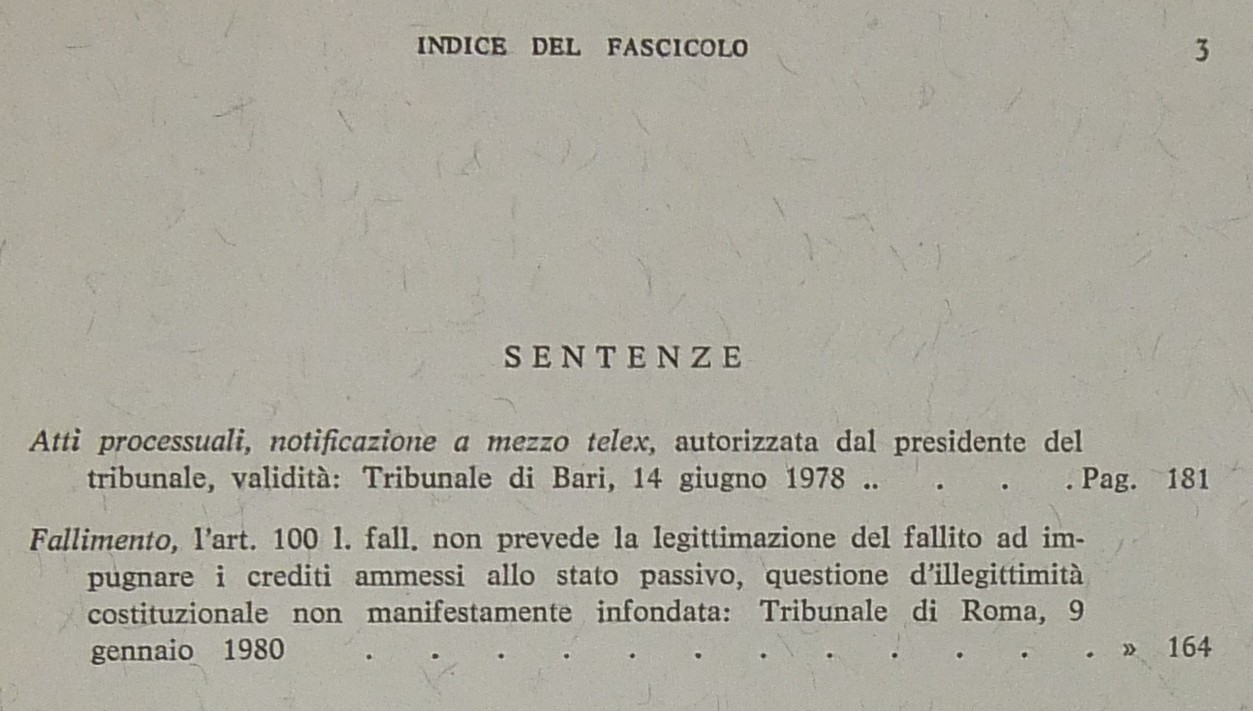 INDICE DEL FASCICOLO 3
SENTENZE
Atti processuali, notificazione a mezzo telex, autorizzata dal presidente del
tribunale, validità: Tribunale di Bari, 14 giugno 1978 .. . . . Pag. 181
Fallimento, l'art. 100 l. fall. non prevede la legittimazione del fallito ad im-
pugnare i crediti ammessi allo stato passivo, questione d'illegittimità
costituzionale non manifestamente infondata: Tribunale di Roma, 9
gennaio 1980 . . . . . . . . . . . . » 164